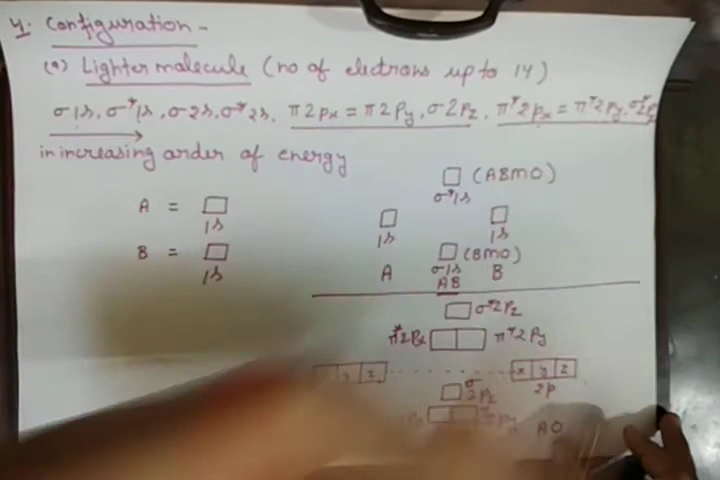 4. Configuration -
(a) Lighter molecule (no of electrons up to 14)
σ1s, σ*1s, σ2s, σ*2s, π2px = π2py, σ2pz, π*2px = π*2py, σ*2pz
in increasing order of energy
(ABMO)
σ*1s
A = 1s
1s 1s
B = 1s
(BMO)
σ1s
A AB B
σ*2pz
π*2px π*2py
y z x y z
σ 2pz 2p
AO